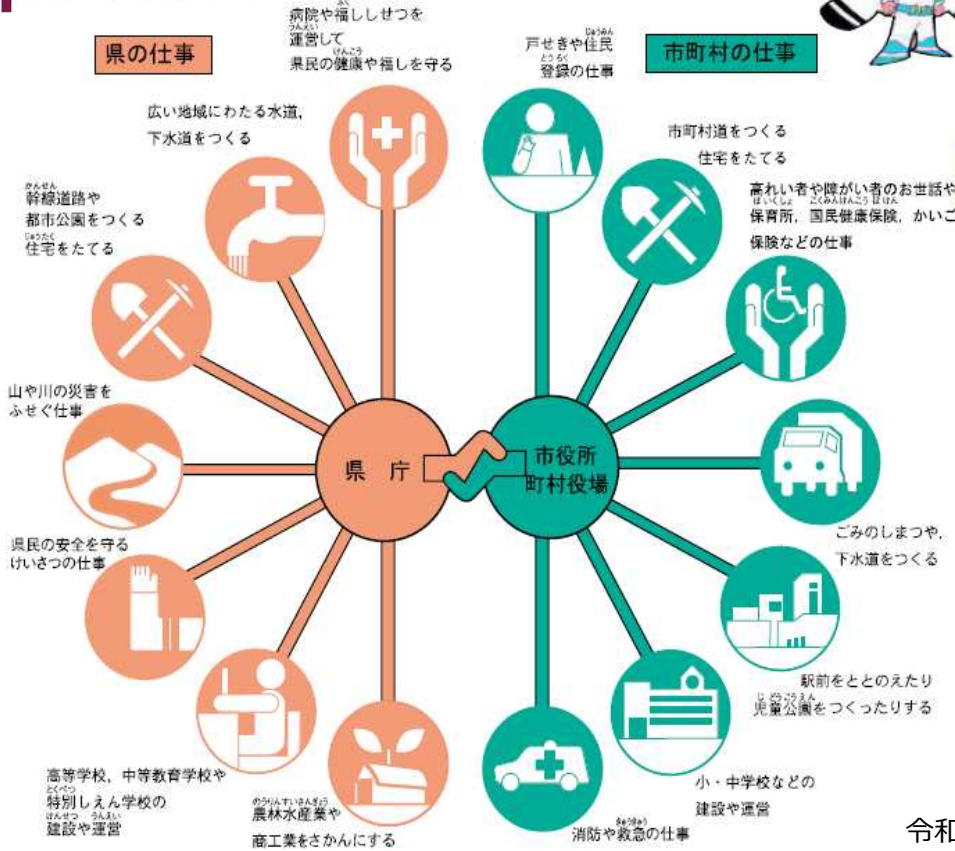 県の仕事
病院や福ししせつを
運営して
県民の健康や福しを守る
広い地域にわたる水道,
下水道をつくる
幹線道路や
都市公園をつくる
住宅をたてる
山や川の災害を
ふせぐ仕事
県民の安全を守る
けいさつの仕事
高等学校, 中等教育学校や
特別しえん学校の
建設や運営
農林水産業や
商工業をさかんにする
県 庁
市役所
町村役場
市町村の仕事
戸せきや住民
登録の仕事
市町村道をつくる
住宅をたてる
高れい者や障がい者のお世話や
保育所, 国民健康保険, かいご
保険などの仕事
ごみのしまつや,
下水道をつくる
駅前をととのえたり
児童公園をつくったりする
小・中学校などの
建設や運営
消防や救急の仕事
令和